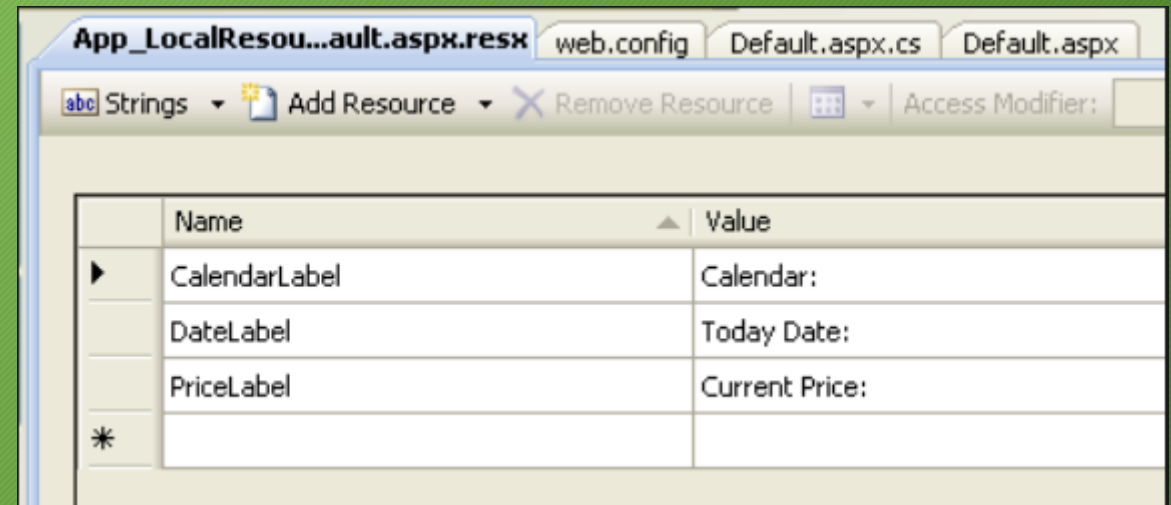 App_LocalResou...ault.aspx.resx web.config Default.aspx.cs Default.aspx
abc Strings Add Resource Remove Resource Access Modifier:
Name Value
CalendarLabel Calendar:
DateLabel Today Date:
PriceLabel Current Price: